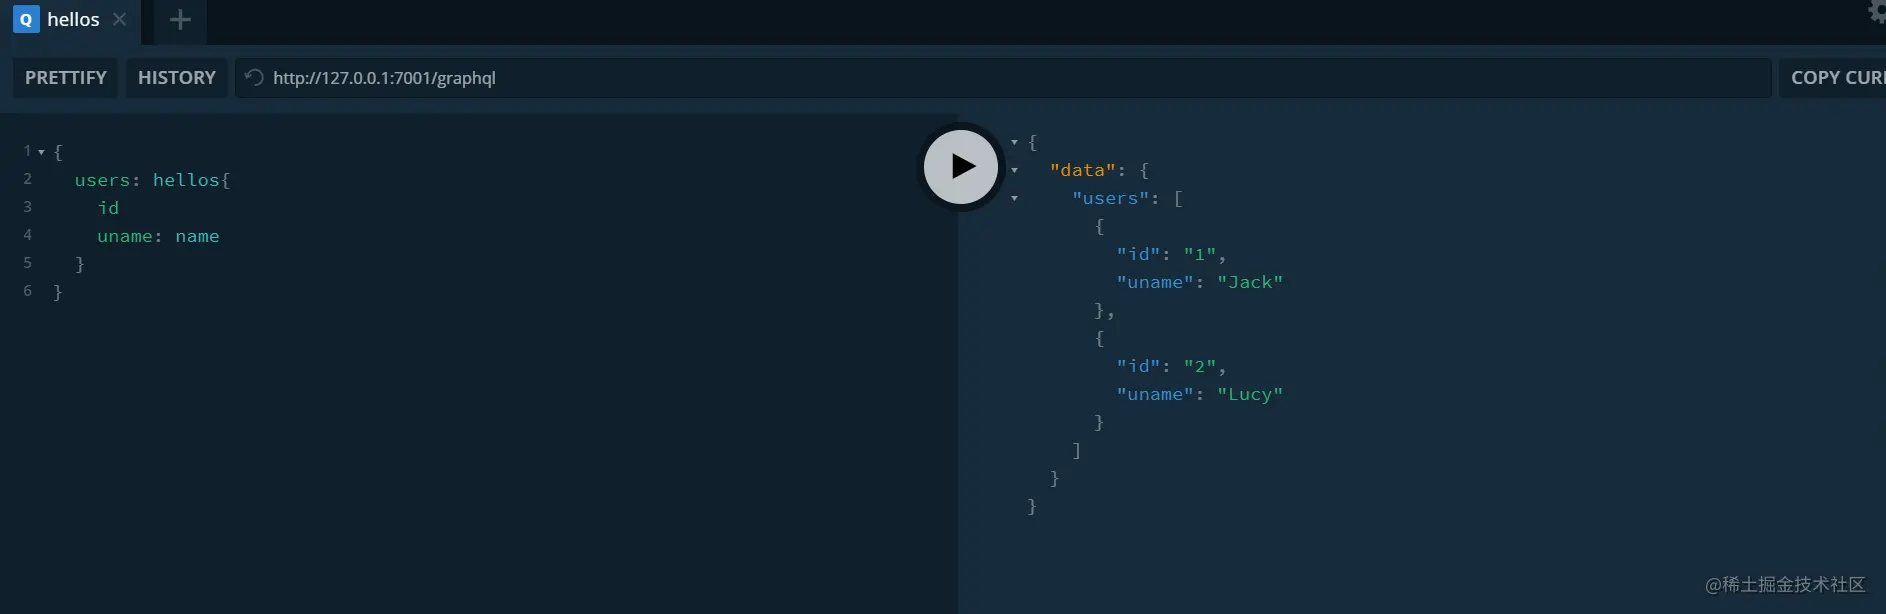 Q hellos × +
PRETTIFY HISTORY http://127.0.0.1:7001/graphql COPY CUR
1 {
2 users: hellos{
3 id
4 uname: name
5 }
6 }
{
"data": {
"users": [
{
"id": "1",
"uname": "Jack"
},
{
"id": "2",
"uname": "Lucy"
}
]
}
}
@稀土掘金技术社区